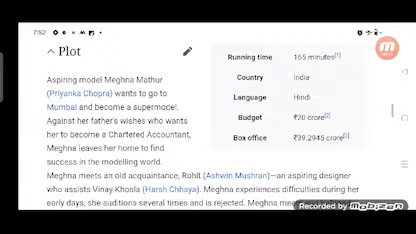 7:52
Plot
Running time 165 minutes[1]
Country India
Language Hindi
Budget ₹20 crore[2]
Box office ₹39.2945 crore[2]
Aspiring model Meghna Mathur
(Priyanka Chopra) wants to go to
Mumbai and become a supermodel.
Against her father's wishes who wants
her to become a Chartered Accountant,
Meghna leaves her home to find
success in the modelling world.
Meghna meets an old acquaintance, Rohit (Ashwin Mushran)—an aspiring designer
who assists Vinay Khosla (Harsh Chhaya). Meghna experiences difficulties during her
early days; she auditions several times and is rejected. Meghna
Recorded by Mobizen